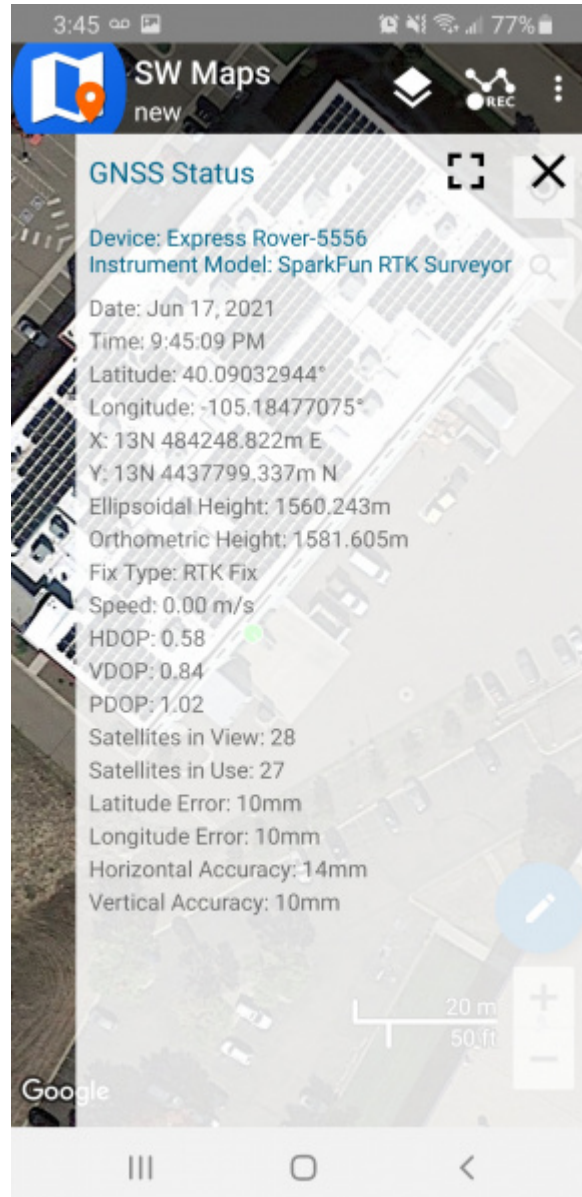 3:45
77%
SW Maps
new
REC
GNSS Status
Device: Express Rover-5556
Instrument Model: SparkFun RTK Surveyor
Date: Jun 17, 2021
Time: 9:45:09 PM
Latitude: 40.09032944°
Longitude: -105.18477075°
X: 13N 484248.822m E
Y: 13N 4437799.337m N
Ellipsoidal Height: 1560.243m
Orthometric Height: 1581.605m
Fix Type: RTK Fix
Speed: 0.00 m/s
HDOP: 0.58
VDOP: 0.84
PDOP: 1.02
Satellites in View: 28
Satellites in Use: 27
Latitude Error: 10mm
Longitude Error: 10mm
Horizontal Accuracy: 14mm
Vertical Accuracy: 10mm
20 m
50 ft
Google